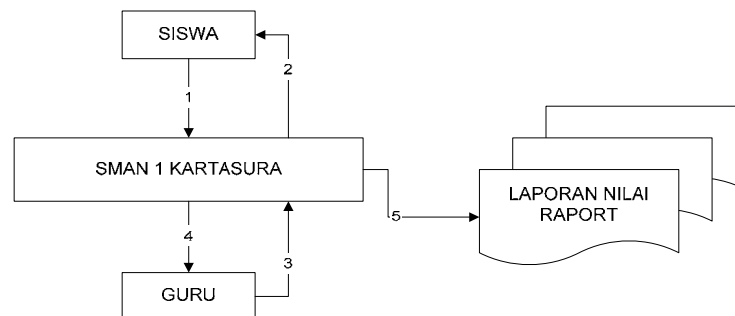 SISWA
2
1
SMAN 1 KARTASURA
LAPORAN NILAI
RAPORT
5
4
3
GURU